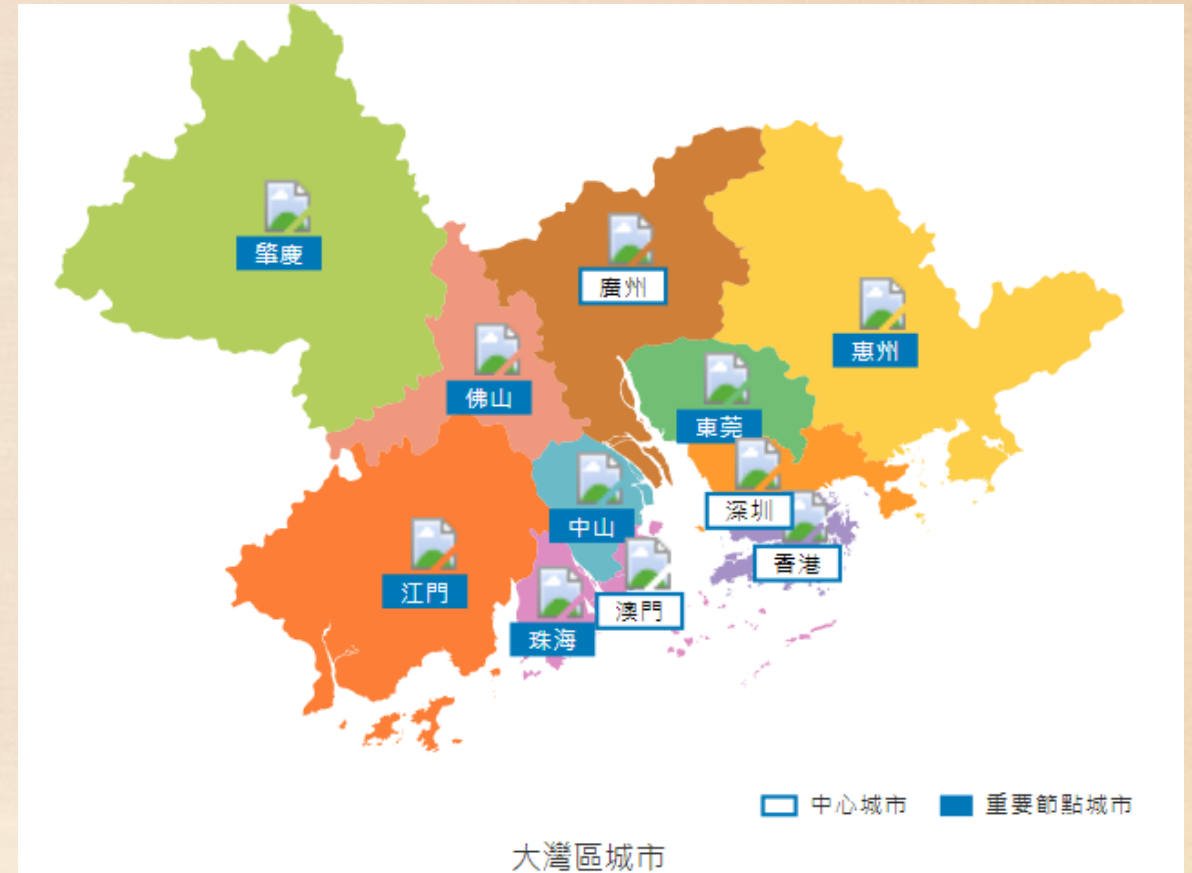 肇慶
廣州
惠州
佛山
東莞
深圳
中山
香港
江門
澳門
珠海
中心城市
重要節點城市
大灣區城市